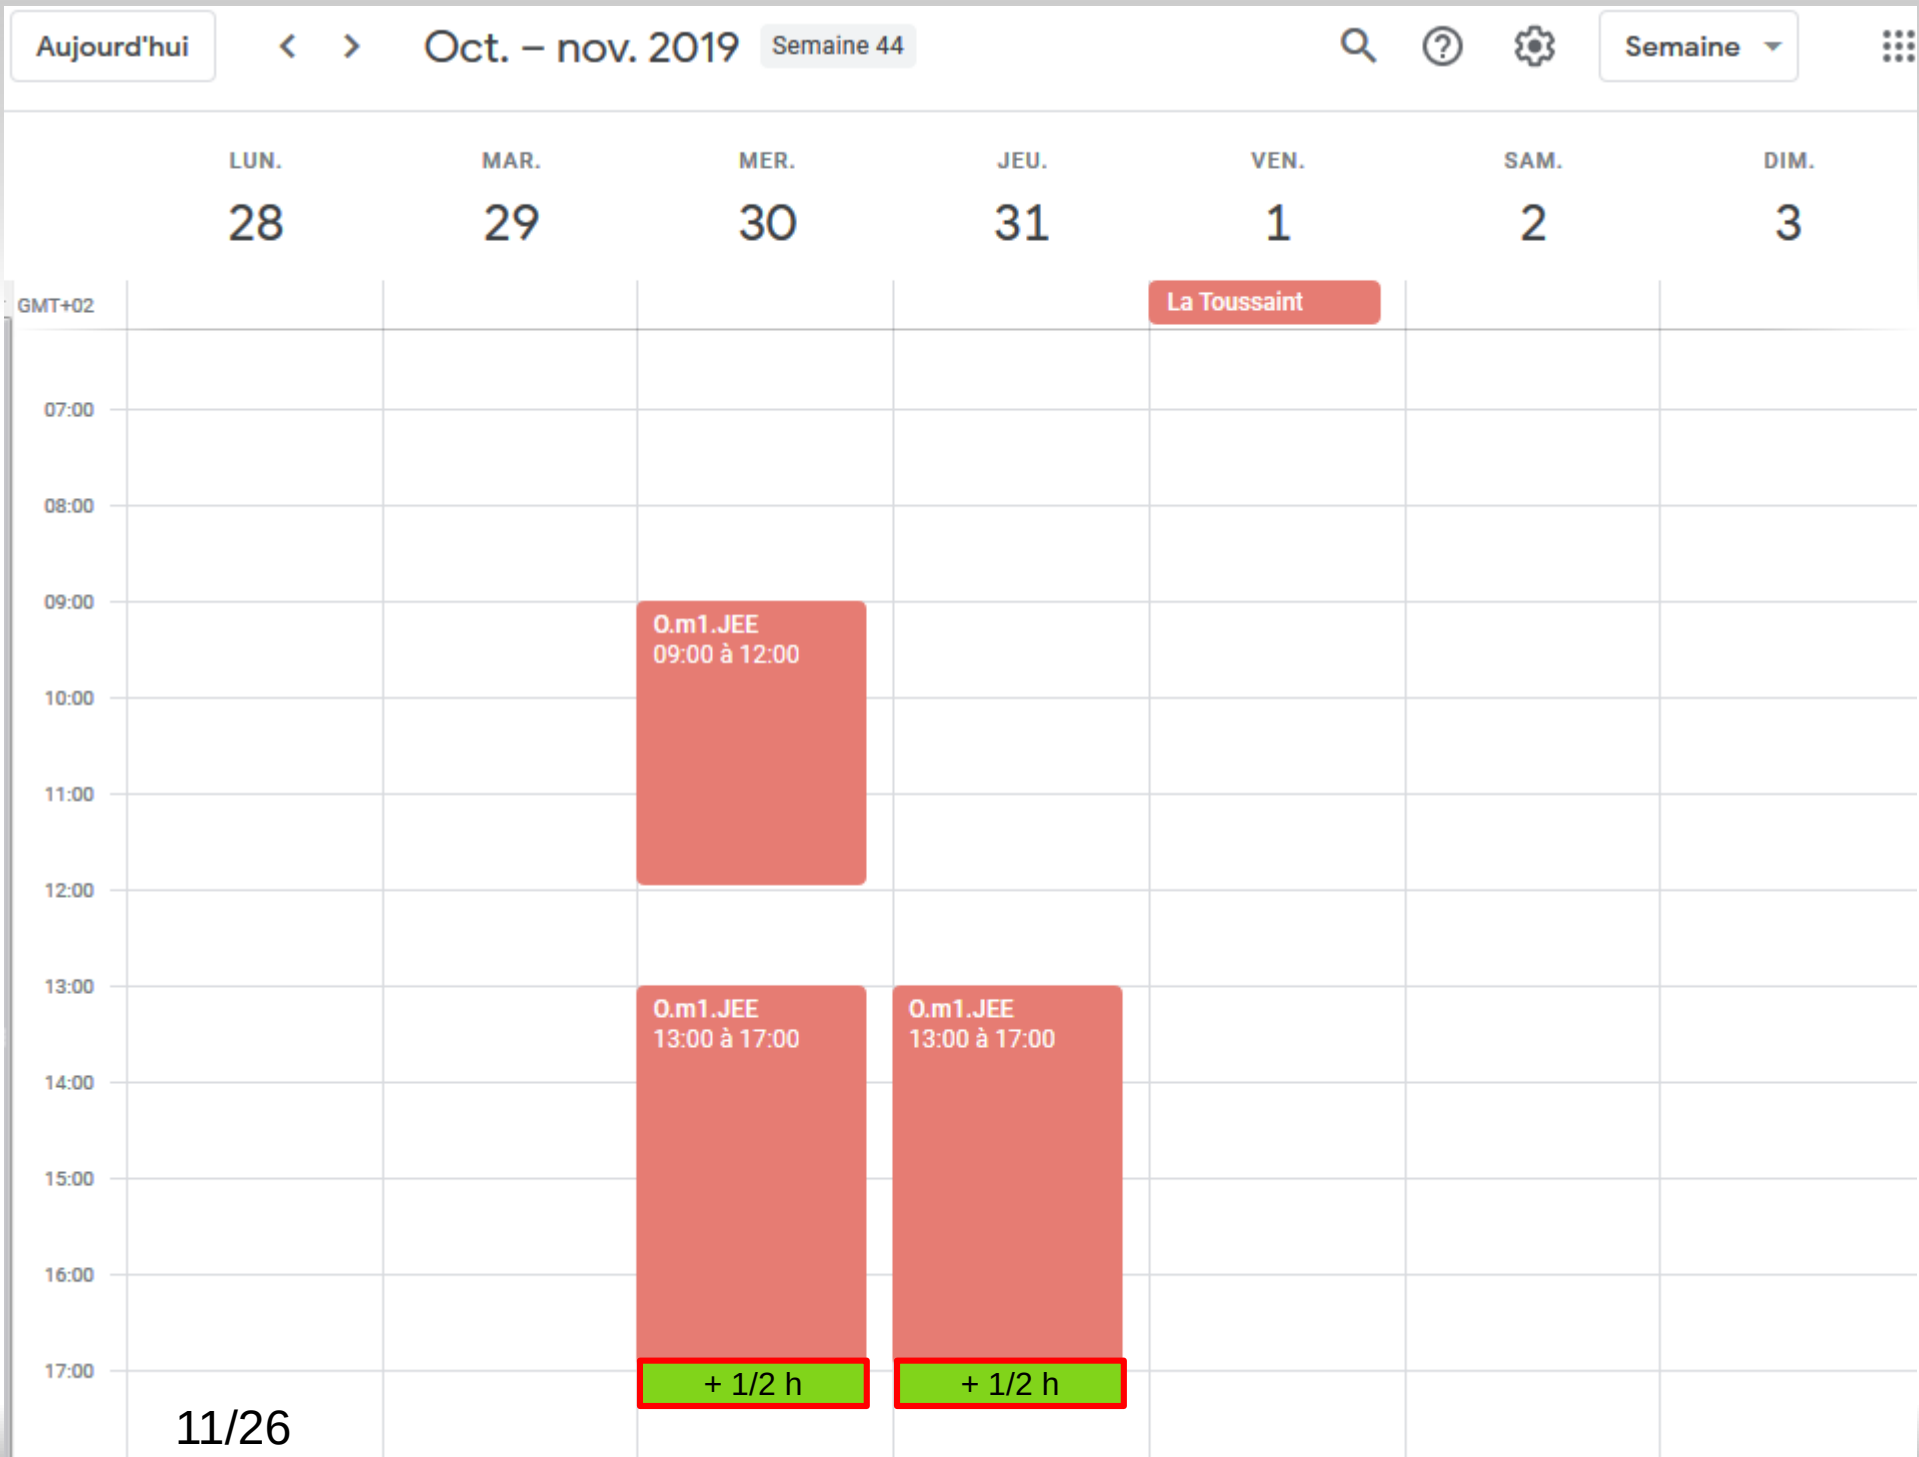 Aujourd'hui
Oct. – nov. 2019
Semaine 44
Semaine
LUN.
MAR.
MER.
JEU.
VEN.
SAM.
DIM.
28
29
30
31
1
2
3
GMT+02
La Toussaint
07:00
08:00
09:00
O.m1.JEE
09:00 à 12:00
10:00
11:00
12:00
13:00
O.m1.JEE
13:00 à 17:00
O.m1.JEE
13:00 à 17:00
14:00
15:00
16:00
17:00
+ 1/2 h
+ 1/2 h
11/26